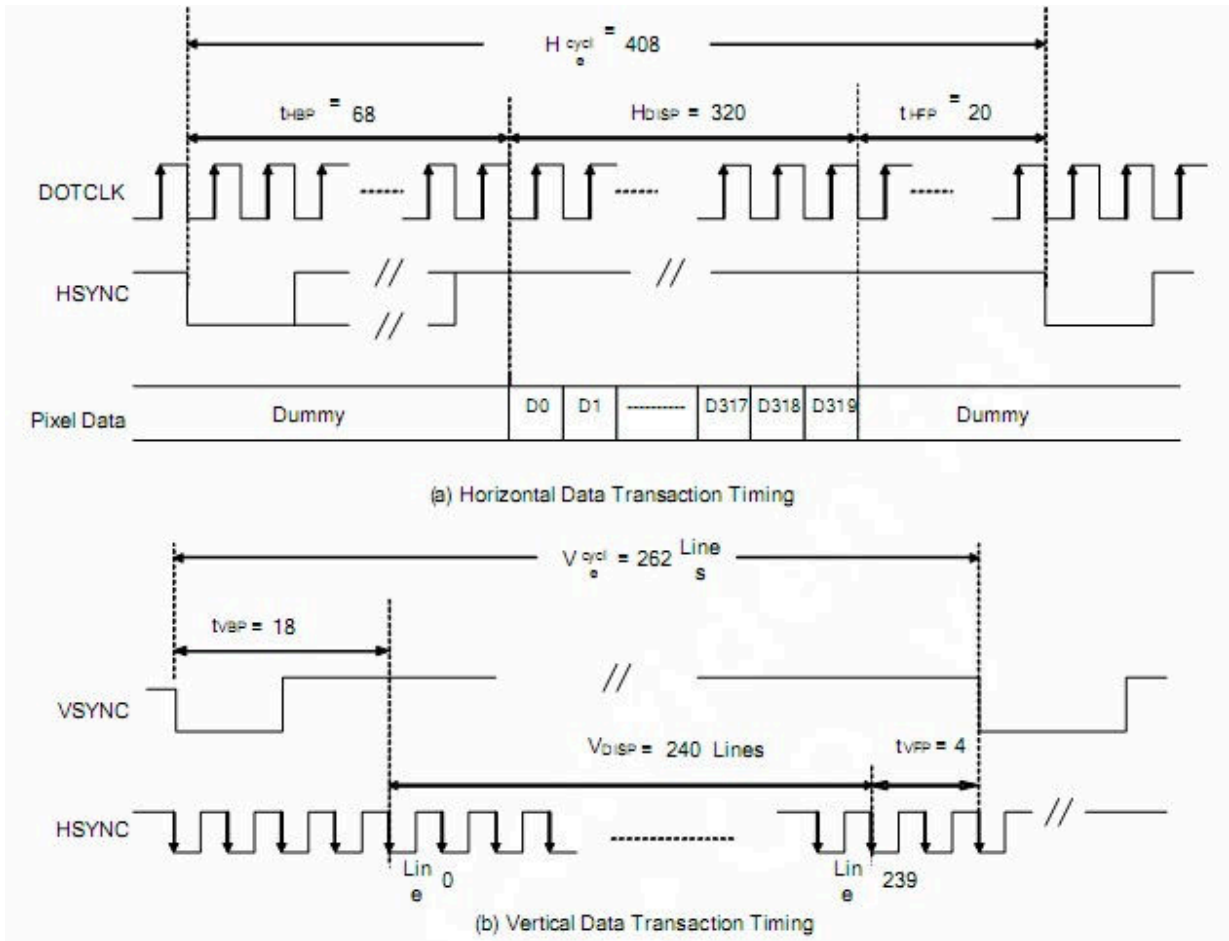 H cycl e = 408
tHBP = 68
HDISP = 320
tHFP = 20
DOTCLK
HSYNC
Pixel Data
Dummy
D0
D1
----------
D317
D318
D319
Dummy
(a) Horizontal Data Transaction Timing
V cycl e = 262 Line s
tVBP = 18
VSYNC
VDISP = 240 Lines
tVFP = 4
HSYNC
Lin e 0
Lin e 239
(b) Vertical Data Transaction Timing